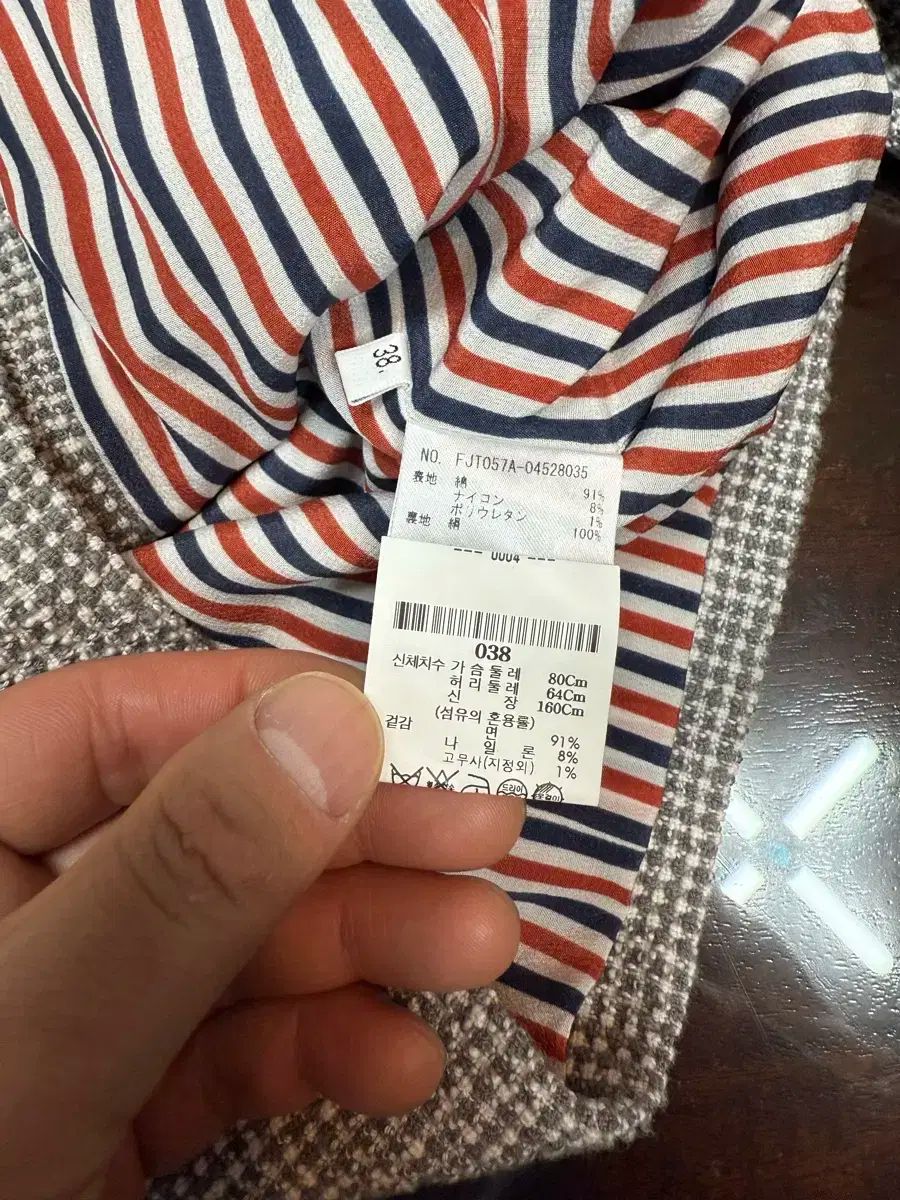 38
NO. FJT057A-04528035
裏地 綿 91%
ナイロン 8%
ポリウレタン 1%
裏地 絹 100%
--- 0004 ---
038
신체치수 가슴둘레 80Cm
허리둘레 64Cm
신 장 160Cm
(섬유의 혼용률)
겉감 면 91%
나 일 론 8%
고무사(지정외) 1%
드라이